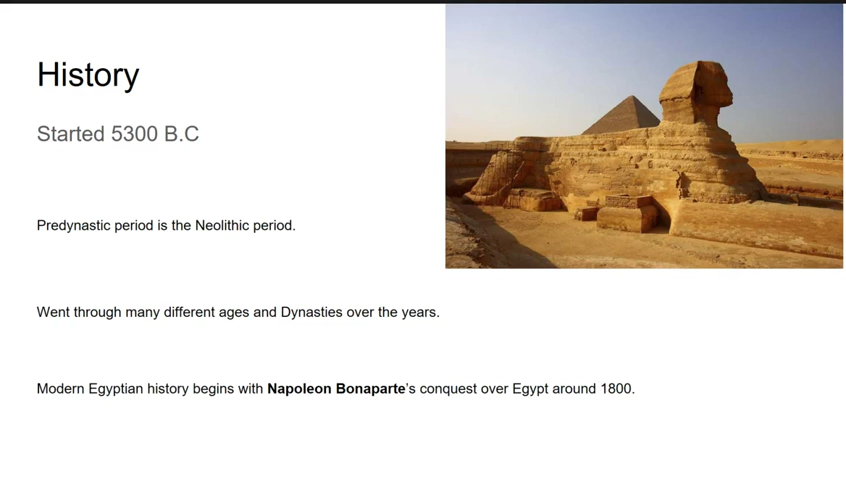 History
Started 5300 B.C
Predynastic period is the Neolithic period.
Went through many different ages and Dynasties over the years.
Modern Egyptian history begins with Napoleon Bonaparte’s conquest over Egypt around 1800.